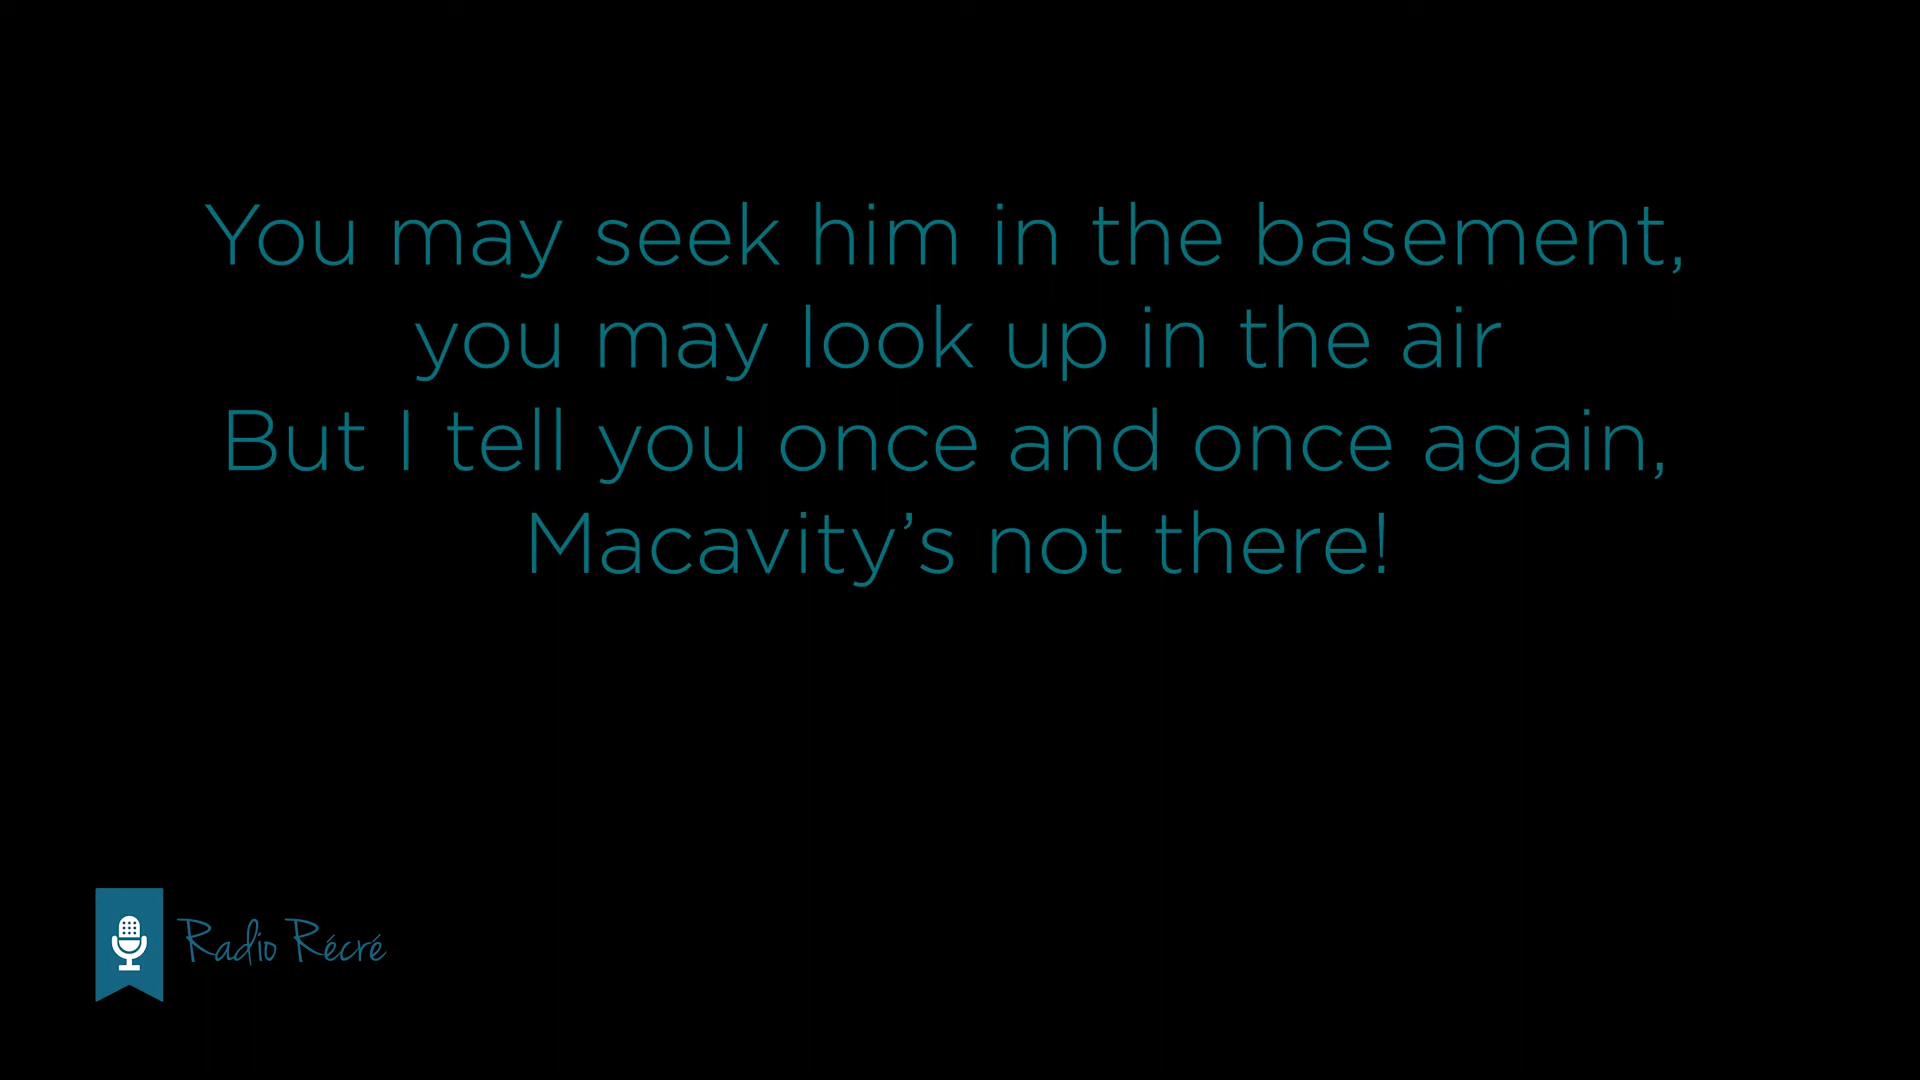 You may seek him in the basement,
you may look up in the air
But I tell you once and once again,
Macavity’s not there!
Radio Récré